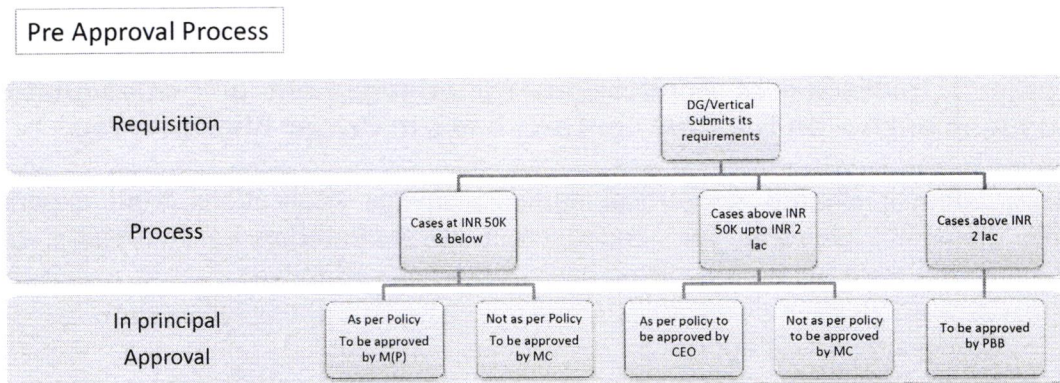 Pre Approval Process
Requisition
DG/Vertical
Submits its
requirements
Process
Cases at INR 50K
& below
Cases above INR
50K upto INR 2
lac
Cases above INR
2 lac
In principal
Approval
As per Policy
To be approved
by M(P)
Not as per Policy
To be approved
by MC
As per policy to
be approved by
CEO
Not as per policy
to be approved
by MC
To be approved
by PBB